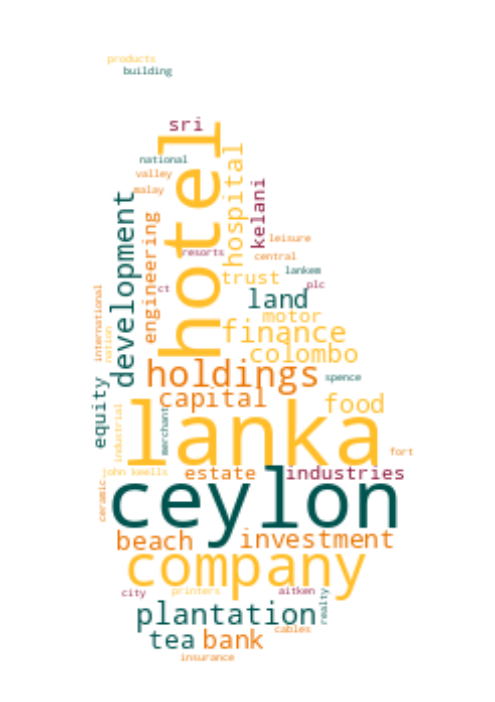 products
building
sri
hotel
national
valley
malay
hospital
kelani
development
engineering
leisure
resorts
central
lankem
plc
ct
trust
land
international
nation
motor
finance
colombo
holdings
spence
equity
capital
food
industrial
merchant
lanka
fort
john keells
estate
industries
ceramic
ceylon
beach
investment
company
city
printers
aitken
realty
plantation
cables
tea
bank
insurance